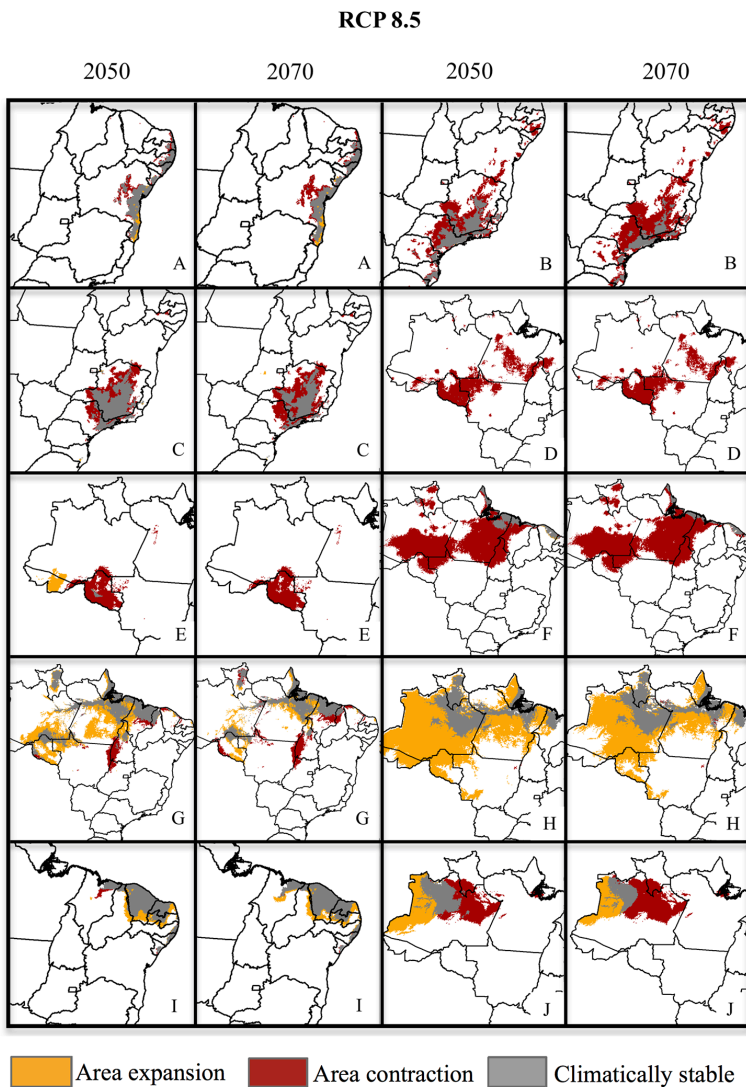 RCP 8.5
2050 2070 2050 2070
A A B B
C C D D
E E F F
G G H H
I I J J
Area expansion Area contraction Climatically stable